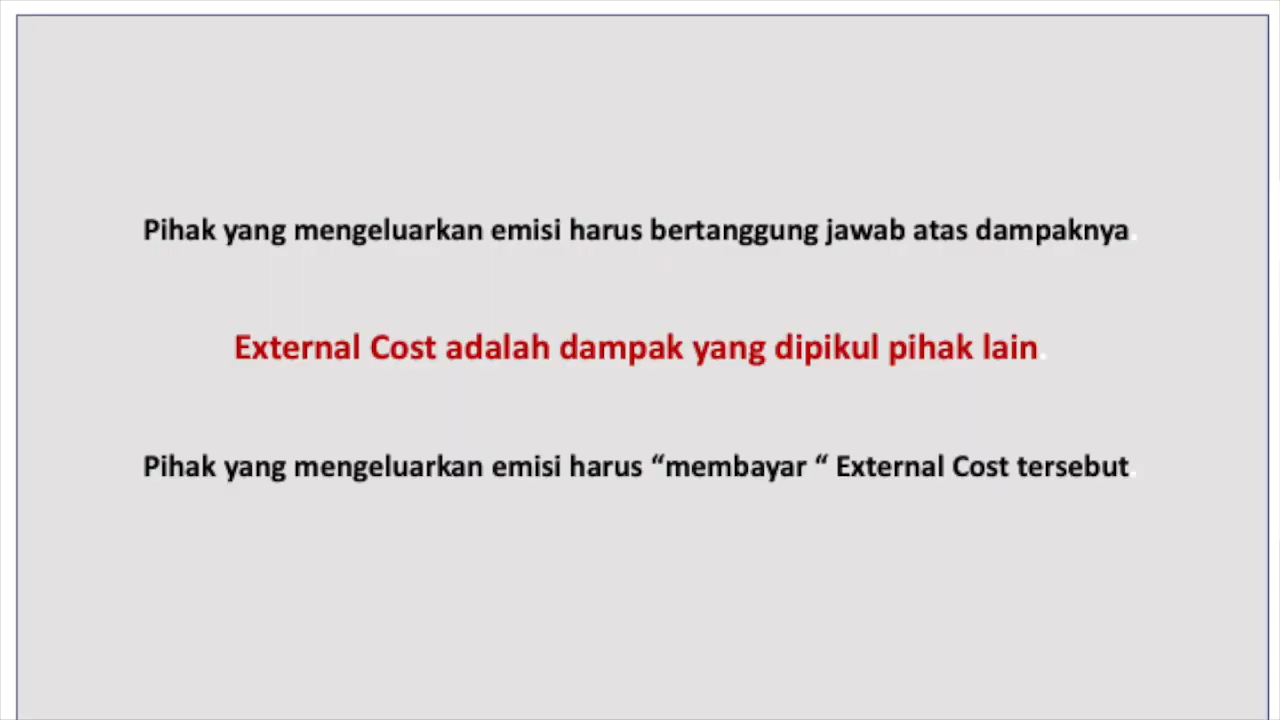 Pihak yang mengeluarkan emisi harus bertanggung jawab atas dampaknya.
External Cost adalah dampak yang dipikul pihak lain.
Pihak yang mengeluarkan emisi harus “membayar “ External Cost tersebut.